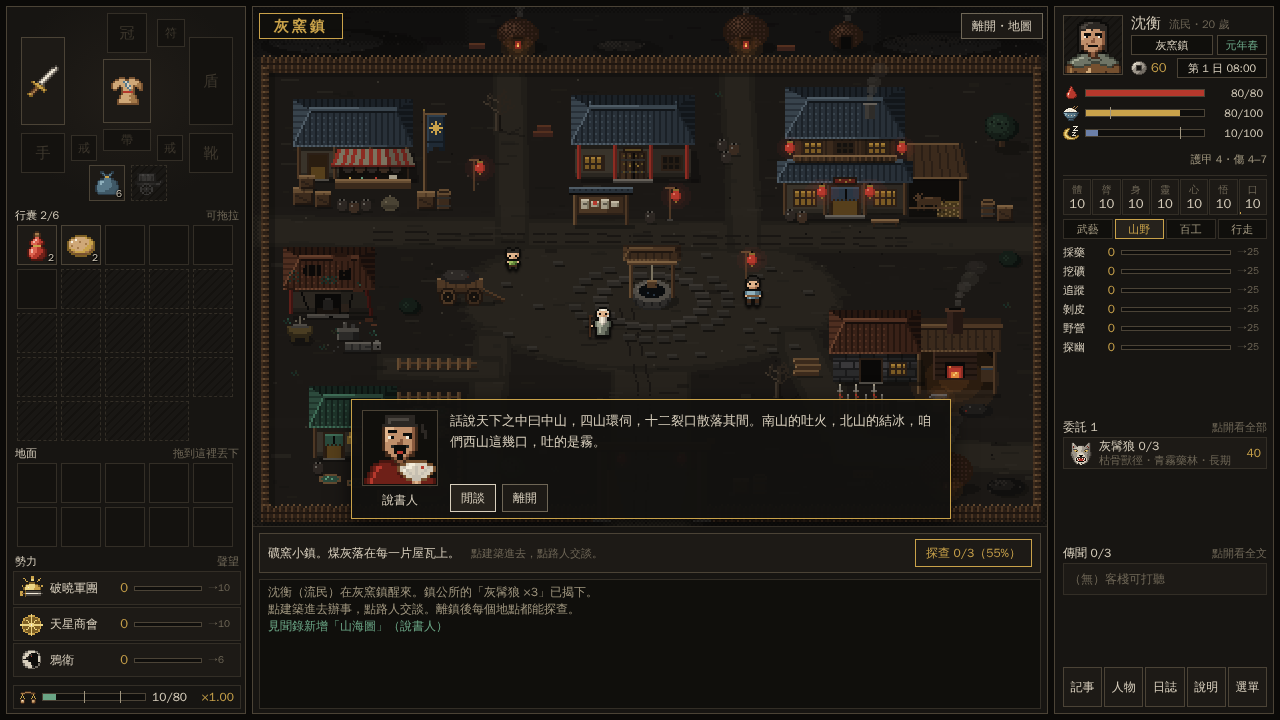 冠
符
盾
手
戒
帶
戒
靴
6
行囊 2/6
可拖拉
2
2
地面
拖到這裡丟下
勢力
聲望
破曉軍團
0
→10
天星商會
0
→10
鴉衛
0
→6
10/80
×1.00
灰窯鎮
離開・地圖
話說天下之中曰中山，四山環伺，十二裂口散落其間。南山的吐火，北山的結冰，咱
們西山這幾口，吐的是霧。
說書人
閒談
離開
礦窯小鎮。煤灰落在每一片屋瓦上。
點建築進去，點路人交談。
探查 0/3（55%）
沈衡（流民）在灰窯鎮醒來。鎮公所的「灰鬃狼 ×3」已揭下。
點建築進去辦事，點路人交談。離鎮後每個地點都能探查。
見聞錄新增「山海圖」（說書人）
沈衡
流民・20 歲
灰窯鎮
元年春
60
第 1 日 08:00
80/80
80/100
10/100
護甲 4・傷 4–7
體
臂
身
靈
心
悟
口
10
10
10
10
10
10
10
武藝
山野
百工
行走
採藥
0
→25
挖礦
0
→25
追蹤
0
→25
剝皮
0
→25
野營
0
→25
探幽
0
→25
委託 1
點開看全部
灰鬃狼 0/3
枯骨獸徑・青霧藥林・長期
40
傳聞 0/3
點開看全文
（無）客棧可打聽
記事
人物
日誌
說明
選單